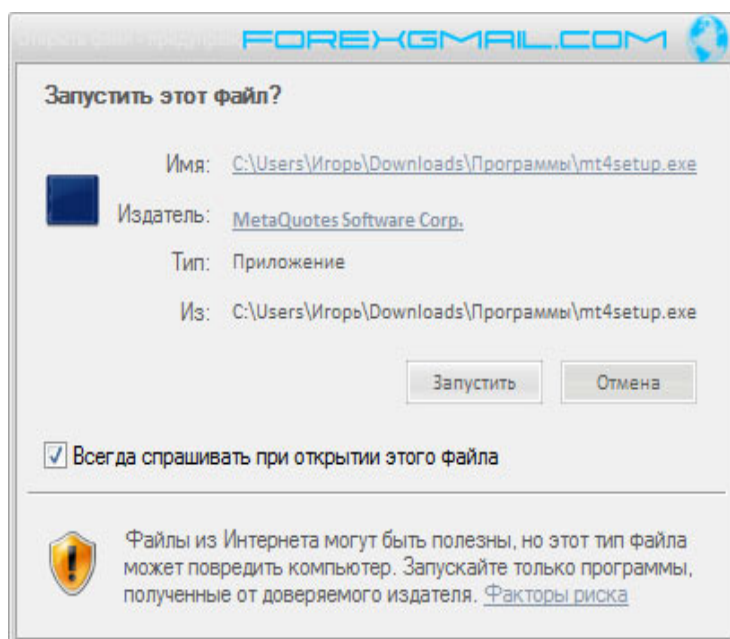 FOREXGMAIL.COM
Запустить этот файл?
Имя: C:\Users\Игорь\Downloads\Программы\mt4setup.exe
Издатель: MetaQuotes Software Corp.
Тип: Приложение
Из: C:\Users\Игорь\Downloads\Программы\mt4setup.exe
Запустить Отмена
Всегда спрашивать при открытии этого файла
Файлы из Интернета могут быть полезны, но этот тип файла
может повредить компьютер. Запускайте только программы,
полученные от доверяемого издателя. Факторы риска